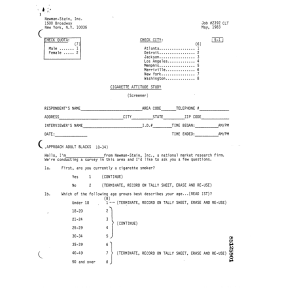 Newman-Stein, Inc.
1500 Broadway
New York, N.Y. 10036
Job #2193 CLT
May, 1983
CHECK QUOTA:
(7)
Male ...... 1
Female .... 2
CHECK CITY:
(6)
Atlanta
Detroit
Jackson
Los Angeles
Memphis
New York
Washington
CIGARETTE ATTITUDE STUDY
(Screener)
RESPONDENT'S NAME AREA CODE TELEPHONE #
ADDRESS CITY STATE ZIP CODE
INTERVIEWER'S NAME I.D.# TIME BEGAN: AM/PM
DATE: TIME ENDED: AM/PM
(APPROACH ADULT BLACKS
Hello, I'm from Newman-Stein, Inc., a national market research firm.
We're conducting a survey in this area and I'd like to ask you a few questions.
1a. First, are you currently a cigarette smoker?
Yes 1 (CONTINUE)
No 2 (TERMINATE, RECORD ON TALLY SHEET, ERASE AND RE-USE)
1b. Which of the following age groups best describes your age...(READ LIST)?
(8)
Under 18 1 (TERMINATE, RECORD ON TALLY SHEET, ERASE AND RE-USE)
18-20 2
21-24 3
25-29 4 (CONTINUE)
30-34 5
35-39 6
40-49 7 (TERMINATE, RECORD ON TALLY SHEET, ERASE AND RE-USE)
50 and over 8